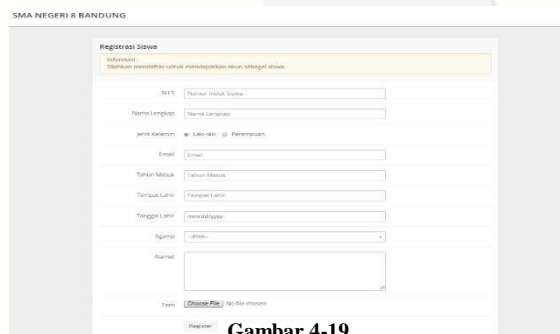 SMA NEGERI 8 BANDUNG
Registrasi Siswa
Informasi :
Silahkan mendaftar untuk mendapatkan akun sebagai siswa
N.I.S Nomor Induk Siswa
Nama Lengkap Nama Lengkap
Jenis Kelamin Laki-laki Perempuan
Email Email
Tahun Masuk Tahun Masuk
Tempat Lahir Tempat Lahir
Tanggal Lahir mm/dd/yyyy
Agama --Pilih--
Alamat
Foto Choose File No file chosen
Register
Gambar 4-19